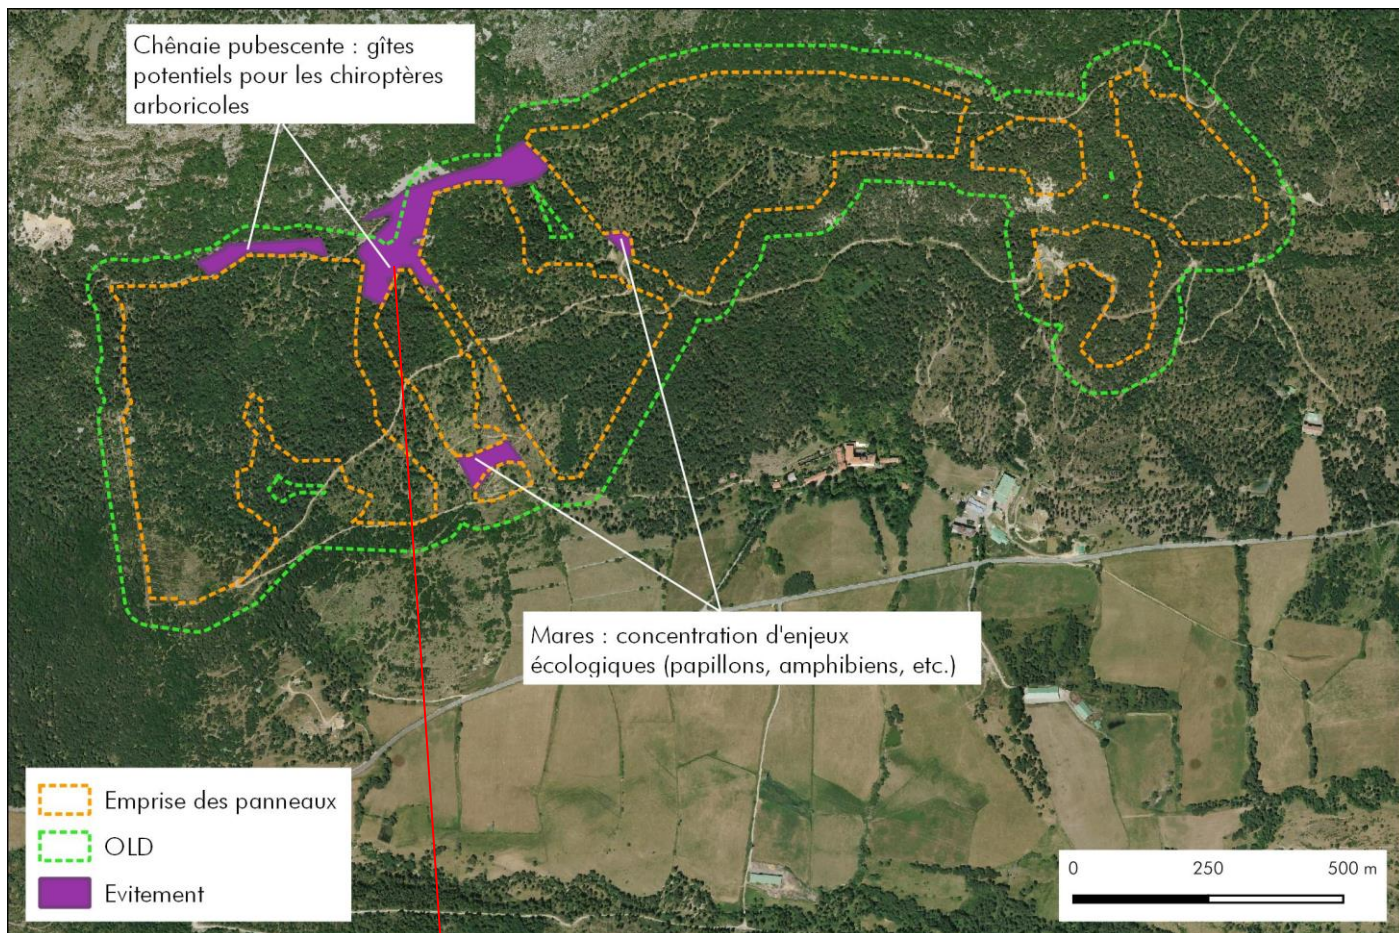 Chênaie pubescente : gîtes
potentiels pour les chiroptères
arboricoles
Mares : concentration d'enjeux
écologiques (papillons, amphibiens, etc.)
Emprise des panneaux
OLD
Evitement
0 250 500 m